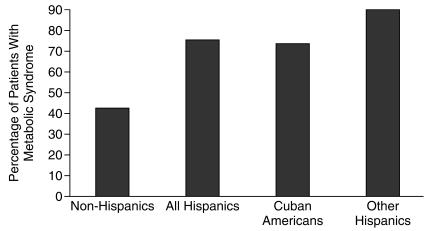 Percentage of Patients With
Metabolic Syndrome
90
80
70
60
50
40
30
20
10
0
Non-Hispanics All Hispanics Cuban Other
Americans Hispanics